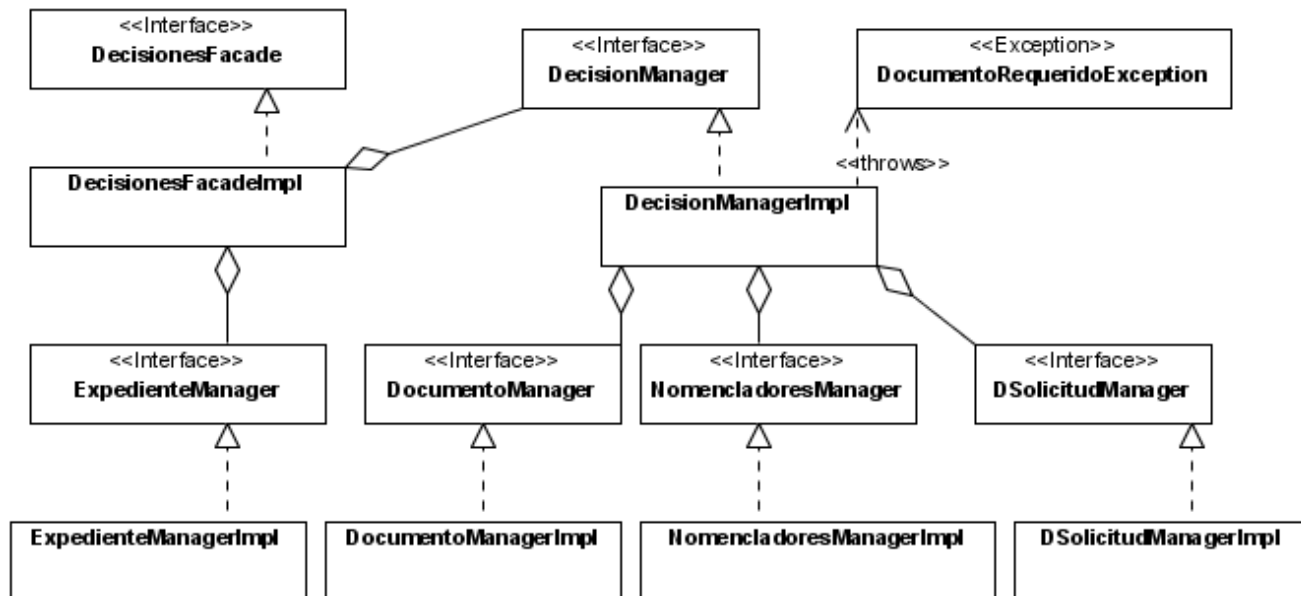 <<Interface>>
DecisionesFacade
<<Interface>>
DecisionManager
<<Exception>>
DocumentoRequeridoException
<<throws>>
DecisionesFacadeImpl
DecisionManagerImpl
<<Interface>>
ExpedienteManager
<<Interface>>
DocumentoManager
<<Interface>>
NomencladoresManager
<<Interface>>
DSolicitudManager
ExpedienteManagerImpl
DocumentoManagerImpl
NomencladoresManagerImpl
DSolicitudManagerImpl